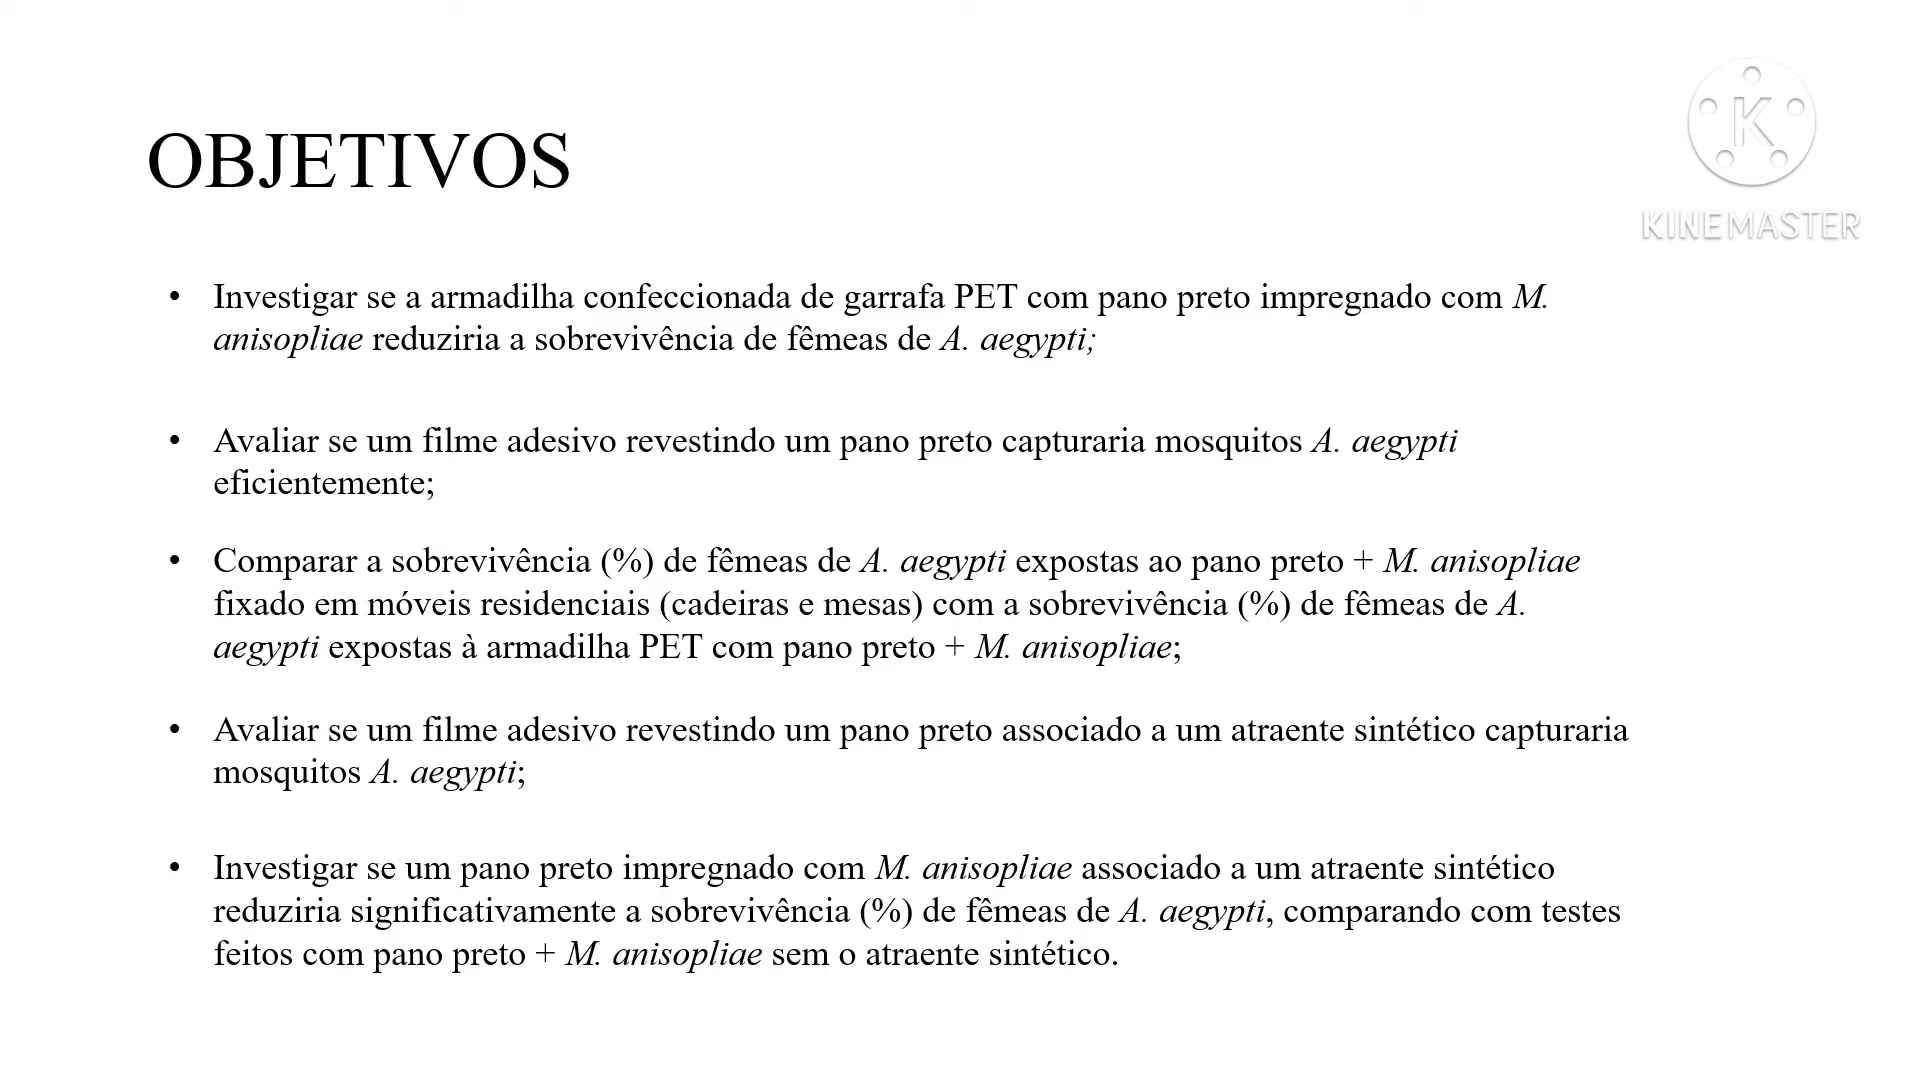 OBJETIVOS
K
KINEMASTER
• Investigar se a armadilha confeccionada de garrafa PET com pano preto impregnado com M.
anisopliae reduziria a sobrevivência de fêmeas de A. aegypti;
• Avaliar se um filme adesivo revestindo um pano preto capturaria mosquitos A. aegypti
eficientemente;
• Comparar a sobrevivência (%) de fêmeas de A. aegypti expostas ao pano preto + M. anisopliae
fixado em móveis residenciais (cadeiras e mesas) com a sobrevivência (%) de fêmeas de A.
aegypti expostas à armadilha PET com pano preto + M. anisopliae;
• Avaliar se um filme adesivo revestindo um pano preto associado a um atraente sintético capturaria
mosquitos A. aegypti;
• Investigar se um pano preto impregnado com M. anisopliae associado a um atraente sintético
reduziria significativamente a sobrevivência (%) de fêmeas de A. aegypti, comparando com testes
feitos com pano preto + M. anisopliae sem o atraente sintético.